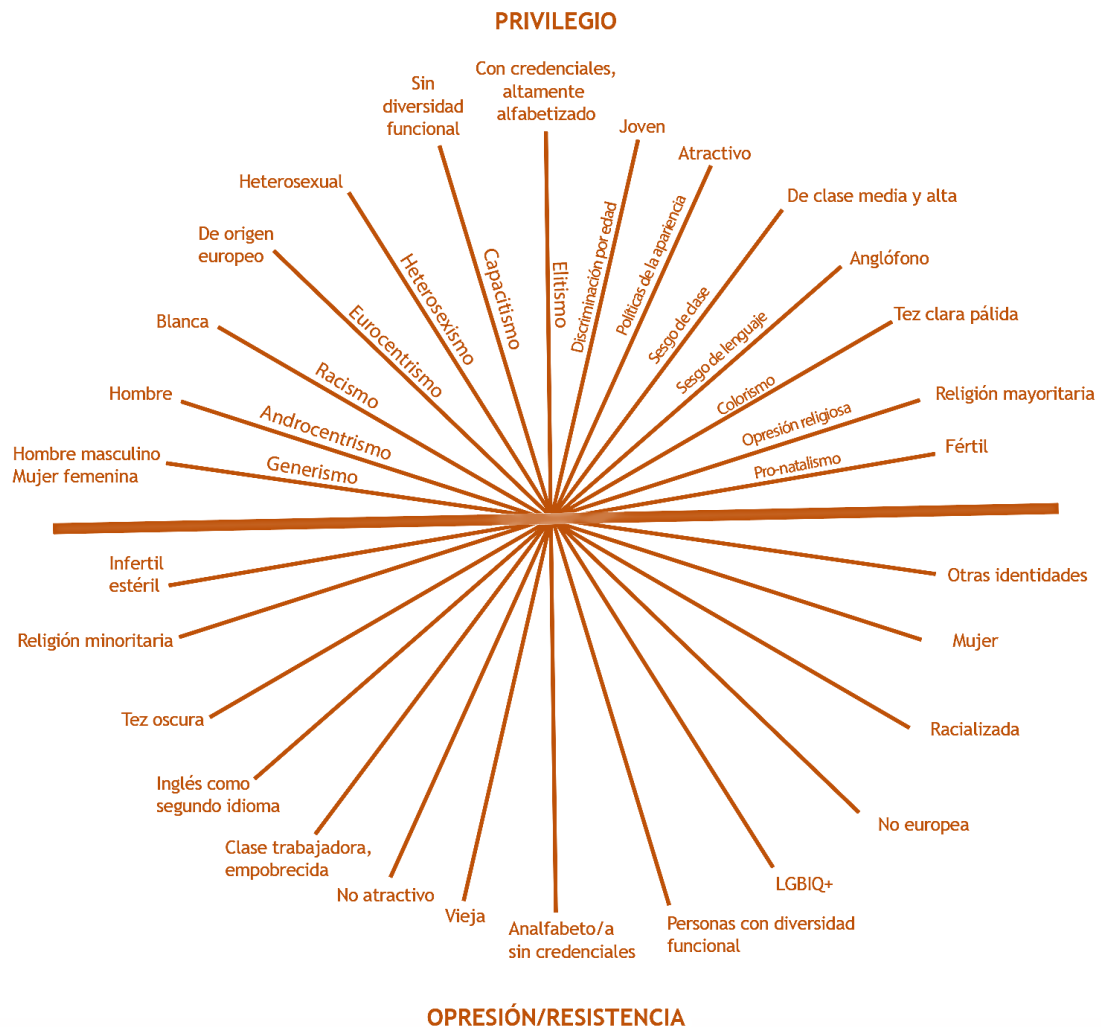 PRIVILEGIO
Con credenciales,
altamente
alfabetizado
Sin
diversidad
funcional
Joven
Atractivo
Heterosexual
De clase media y alta
De origen
europeo
Anglófono
Blanca
Tez clara pálida
Hombre
Religión mayoritaria
Hombre masculino
Mujer femenina
Fértil
Generismo
Androcentrismo
Racismo
Eurocentrismo
Heterosexismo
Capacitismo
Elitismo
Discriminación por edad
Políticas de la apariencia
Sesgo de clase
Sesgo de lenguaje
Colorismo
Opresión religiosa
Pro-natalismo
Infertil
estéril
Otras identidades
Religión minoritaria
Mujer
Tez oscura
Racializada
Inglés como
segundo idioma
No europea
Clase trabajadora,
empobrecida
No atractivo
LGBIQ+
Vieja
Analfabeto/a
sin credenciales
Personas con diversidad
funcional
OPRESIÓN/RESISTENCIA